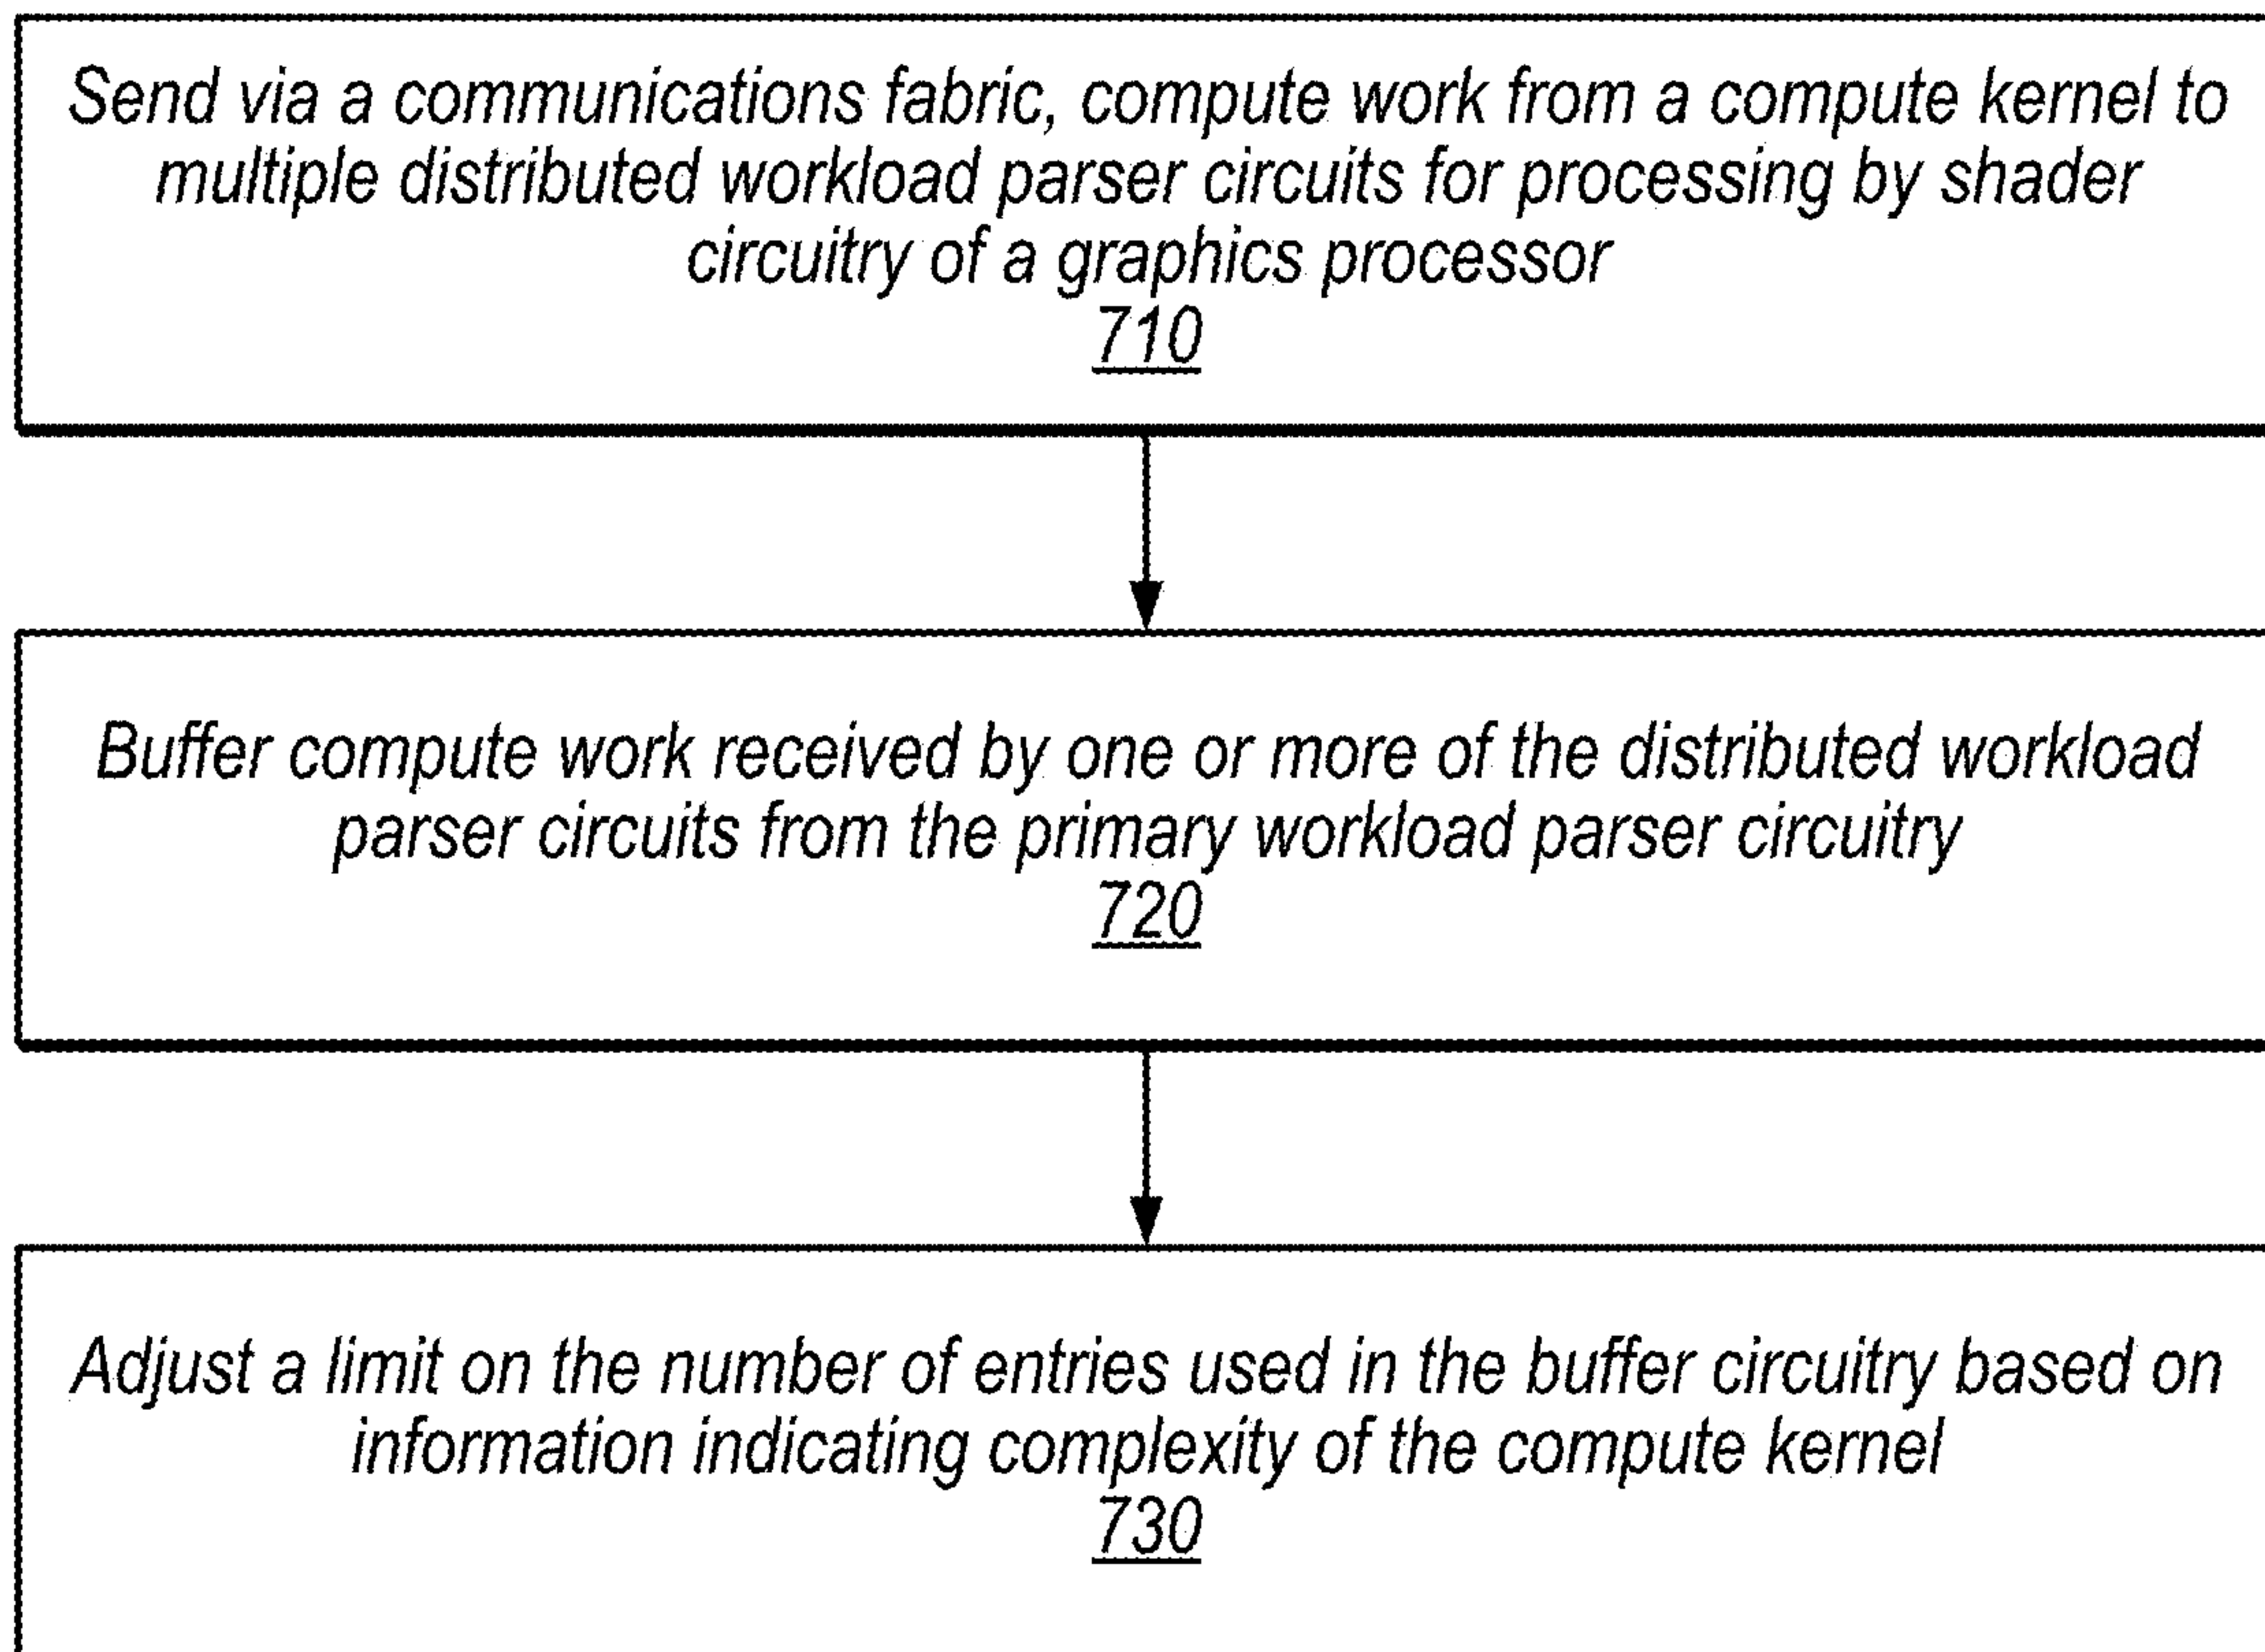 Send via a communications fabric, compute work from a compute kernel to
multiple distributed workload parser circuits for processing by shader
circuitry of a graphics processor
710
Buffer compute work received by one or more of the distributed workload
parser circuits from the primary workload parser circuitry
720
Adjust a limit on the number of entries used in the buffer circuitry based on
information indicating complexity of the compute kernel
730